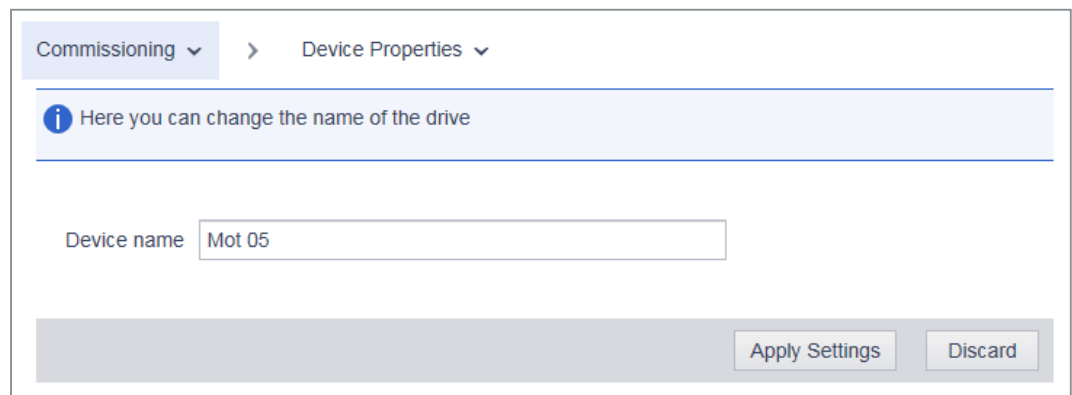 Commissioning > Device Properties
Here you can change the name of the drive
Device name Mot 05
Apply Settings Discard